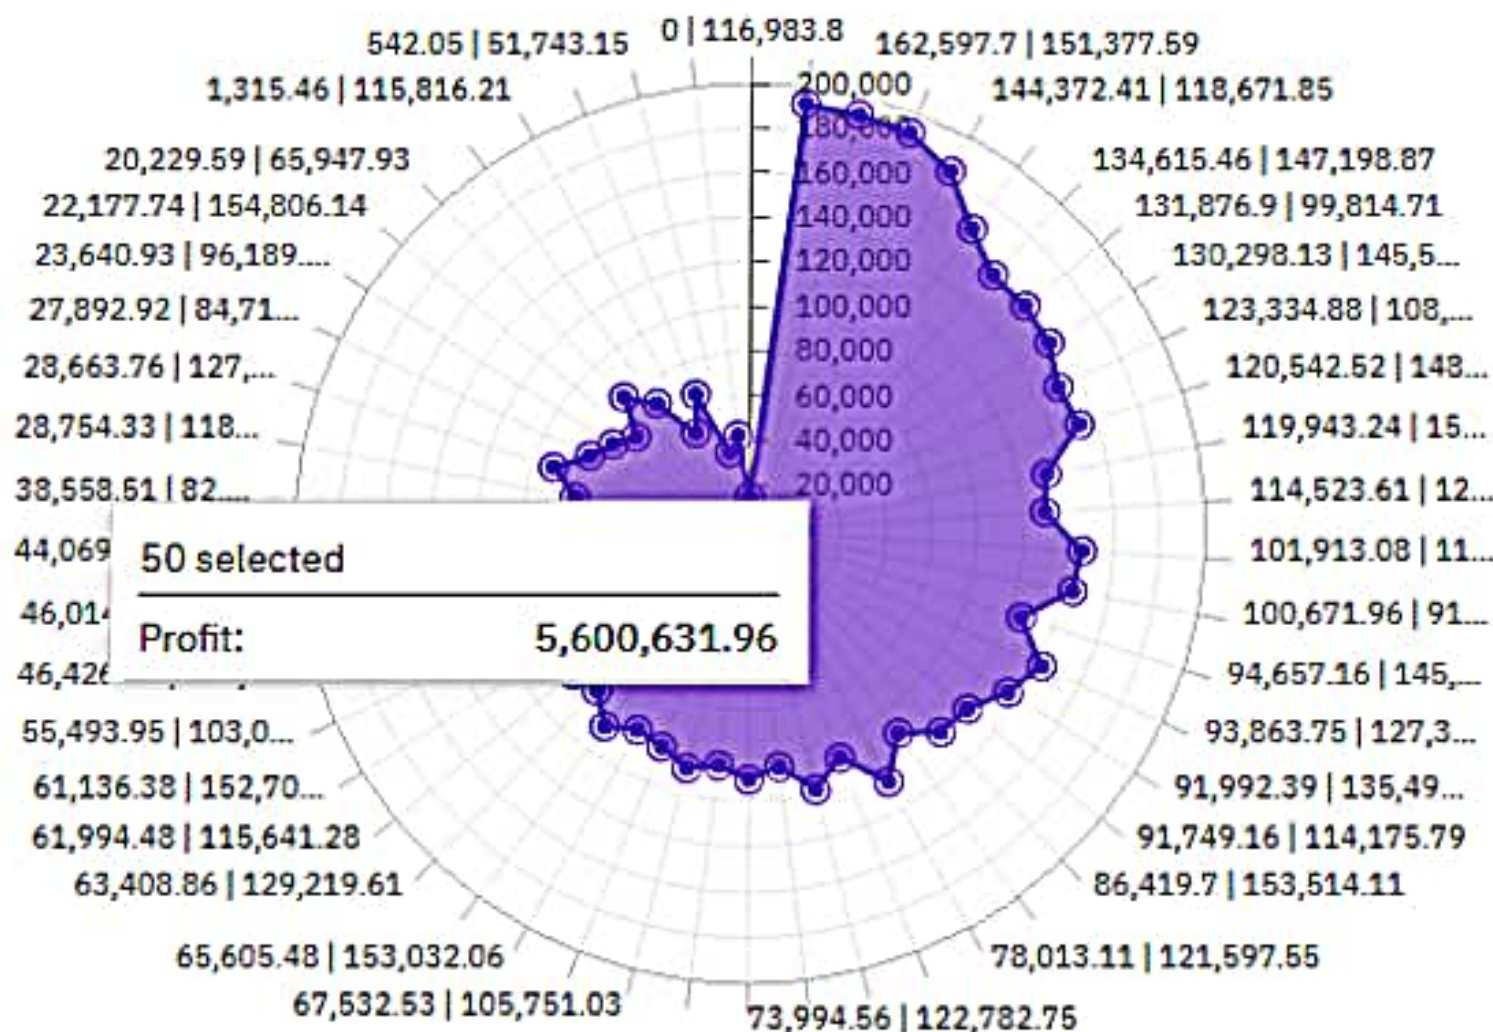 0 | 116,983.8
162,597.7 | 151,377.59
144,372.41 | 118,671.85
134,615.46 | 147,198.87
131,876.9 | 99,814.71
130,298.13 | 145,5...
123,334.88 | 108,...
120,542.52 | 148...
119,943.24 | 15...
114,523.61 | 12...
101,913.08 | 11...
100,671.96 | 91...
94,657.16 | 145,...
93,863.75 | 127,3...
91,992.39 | 135,49...
91,749.16 | 114,175.79
86,419.7 | 153,514.11
78,013.11 | 121,597.55
73,994.56 | 122,782.75
67,532.53 | 105,751.03
65,605.48 | 153,032.06
63,408.86 | 129,219.61
61,994.48 | 115,641.28
61,136.38 | 152,70...
55,493.95 | 103,0...
46,426
46,014
44,069
38,558.51 | 82....
28,754.33 | 118...
28,663.76 | 127,...
27,892.92 | 84,71...
23,640.93 | 96,189....
22,177.74 | 154,806.14
20,229.59 | 65,947.93
1,315.46 | 115,816.21
542.05 | 51,743.15
200,000
180,000
160,000
140,000
120,000
100,000
80,000
60,000
40,000
20,000
50 selected
Profit: 5,600,631.96